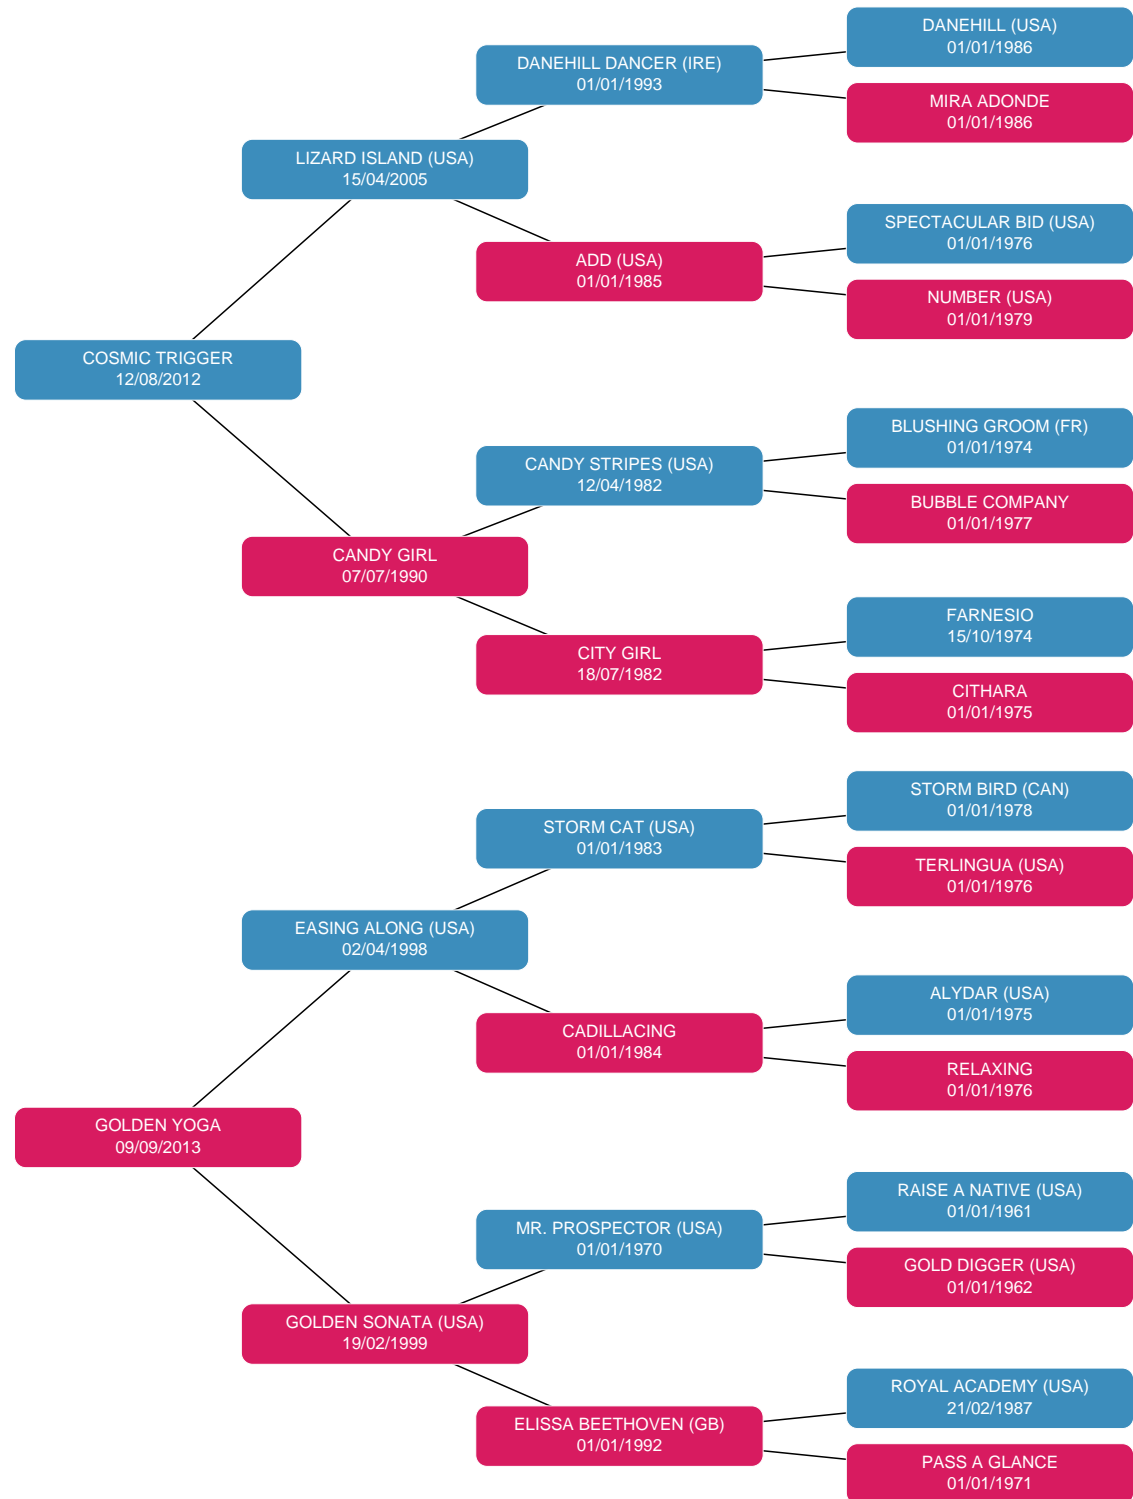 DANEHILL (USA)
01/01/1986
DANEHILL DANCER (IRE)
01/01/1993
MIRA ADONDE
01/01/1986
LIZARD ISLAND (USA)
15/04/2005
SPECTACULAR BID (USA)
01/01/1976
ADD (USA)
01/01/1985
NUMBER (USA)
01/01/1979
COSMIC TRIGGER
12/08/2012
BLUSHING GROOM (FR)
01/01/1974
CANDY STRIPES (USA)
12/04/1982
BUBBLE COMPANY
01/01/1977
CANDY GIRL
07/07/1990
FARNESIO
15/10/1974
CITY GIRL
18/07/1982
CITHARA
01/01/1975
STORM BIRD (CAN)
01/01/1978
STORM CAT (USA)
01/01/1983
TERLINGUA (USA)
01/01/1976
EASING ALONG (USA)
02/04/1998
ALYDAR (USA)
01/01/1975
CADILLACING
01/01/1984
RELAXING
01/01/1976
GOLDEN YOGA
09/09/2013
RAISE A NATIVE (USA)
01/01/1961
MR. PROSPECTOR (USA)
01/01/1970
GOLD DIGGER (USA)
01/01/1962
GOLDEN SONATA (USA)
19/02/1999
ROYAL ACADEMY (USA)
21/02/1987
ELISSA BEETHOVEN (GB)
01/01/1992
PASS A GLANCE
01/01/1971